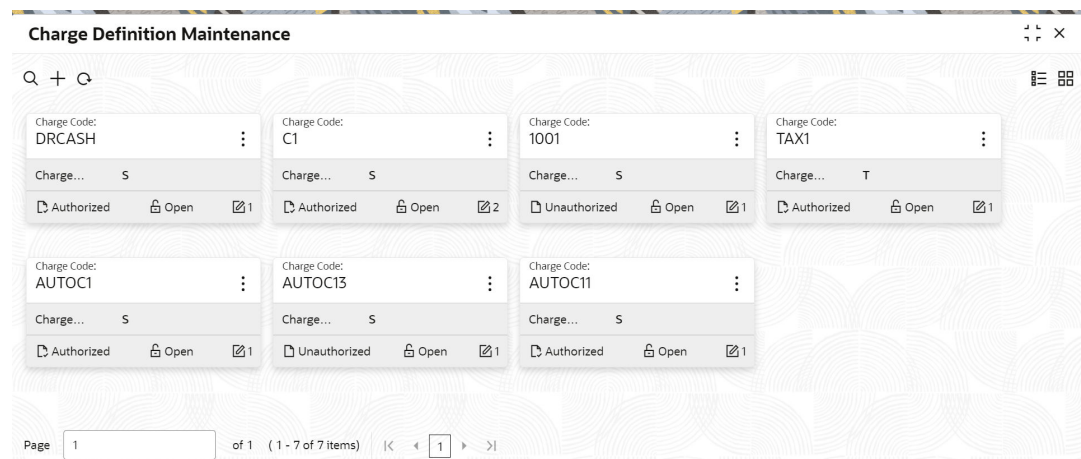 Charge Definition Maintenance
Charge Code: Charge Code: Charge Code: Charge Code:
DRCASH C1 1001 TAX1
Charge... S Charge... S Charge... S Charge... T
Authorized Open 1 Authorized Open 2 Unauthorized Open 1 Authorized Open 1
Charge Code: Charge Code: Charge Code:
AUTOC1 AUTOC13 AUTOC11
Charge... S Charge... S Charge... S
Authorized Open 1 Unauthorized Open 1 Authorized Open 1
Page 1 of 1 ( 1 - 7 of 7 items) 1